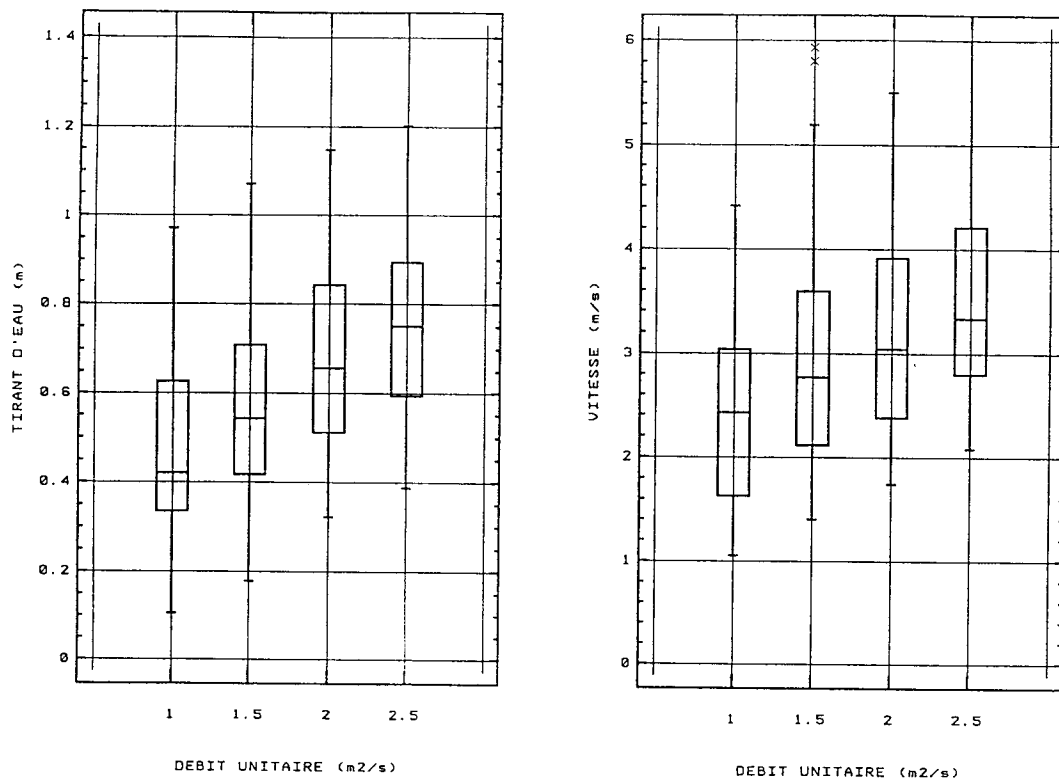 TIRANT D'EAU (m)
1.4
1.2
1
0.8
0.6
0.4
0.2
0
1 1.5 2 2.5
DEBIT UNITAIRE (m2/s)
VITESSE (m/s)
6
5
4
3
2
1
0
1 1.5 2 2.5
DEBIT UNITAIRE (m2/s)